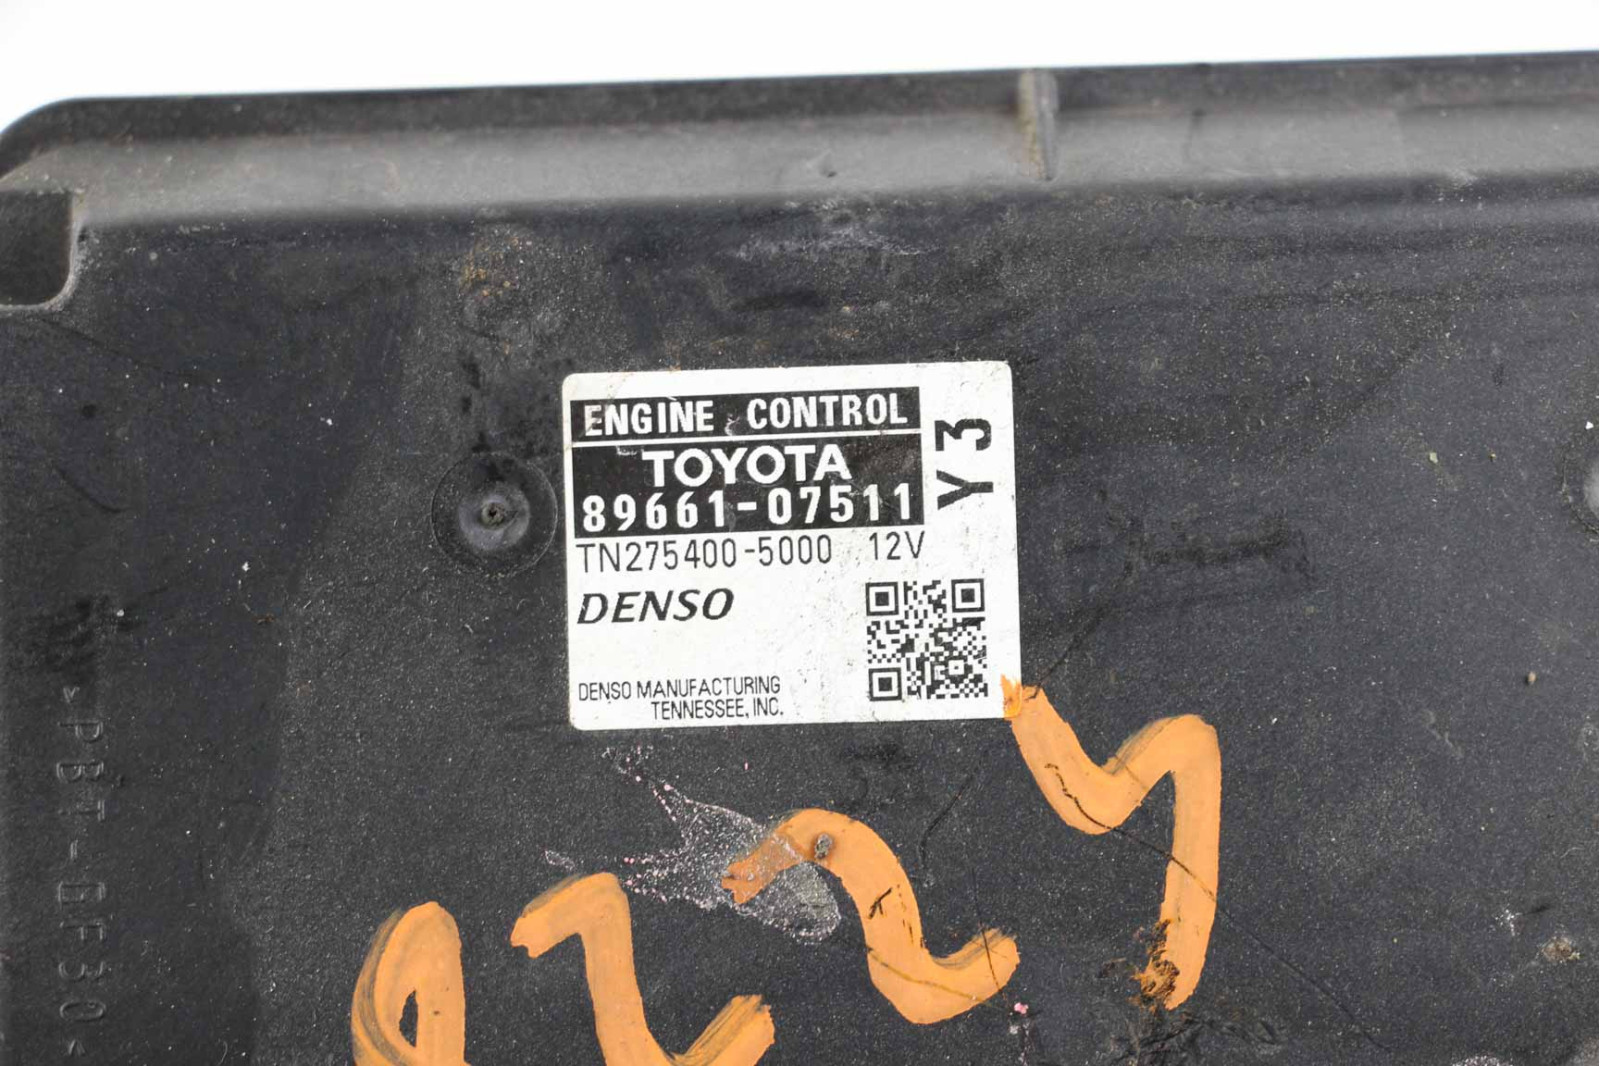 ENGINE CONTROL
TOYOTA
89661-07511
Y3
TN275400-5000 12V
DENSO
DENSO MANUFACTURING
TENNESSEE, INC.
>PBT-GF30<